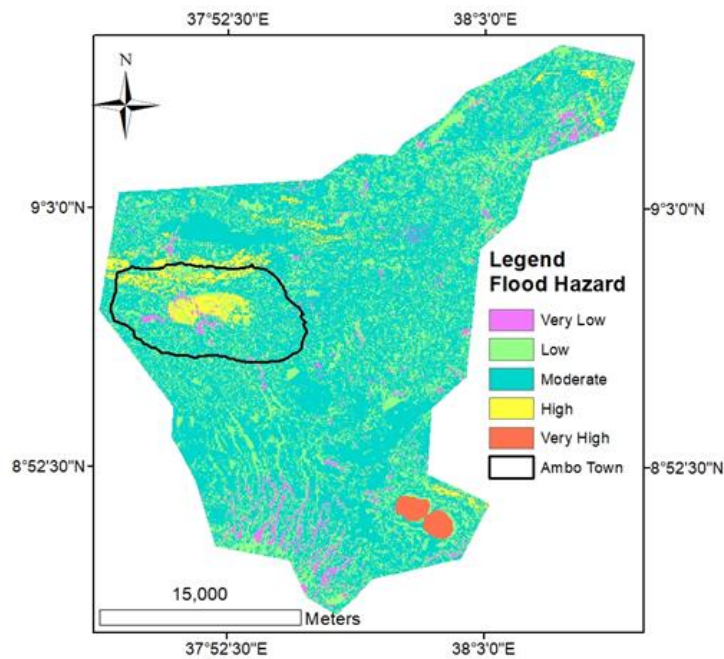 37°52'30"E 38°3'0"E
N
9°3'0"N 9°3'0"N
Legend
Flood Hazard
Very Low
Low
Moderate
High
Very High
Ambo Town
8°52'30"N 8°52'30"N
15,000
Meters
37°52'30"E 38°3'0"E